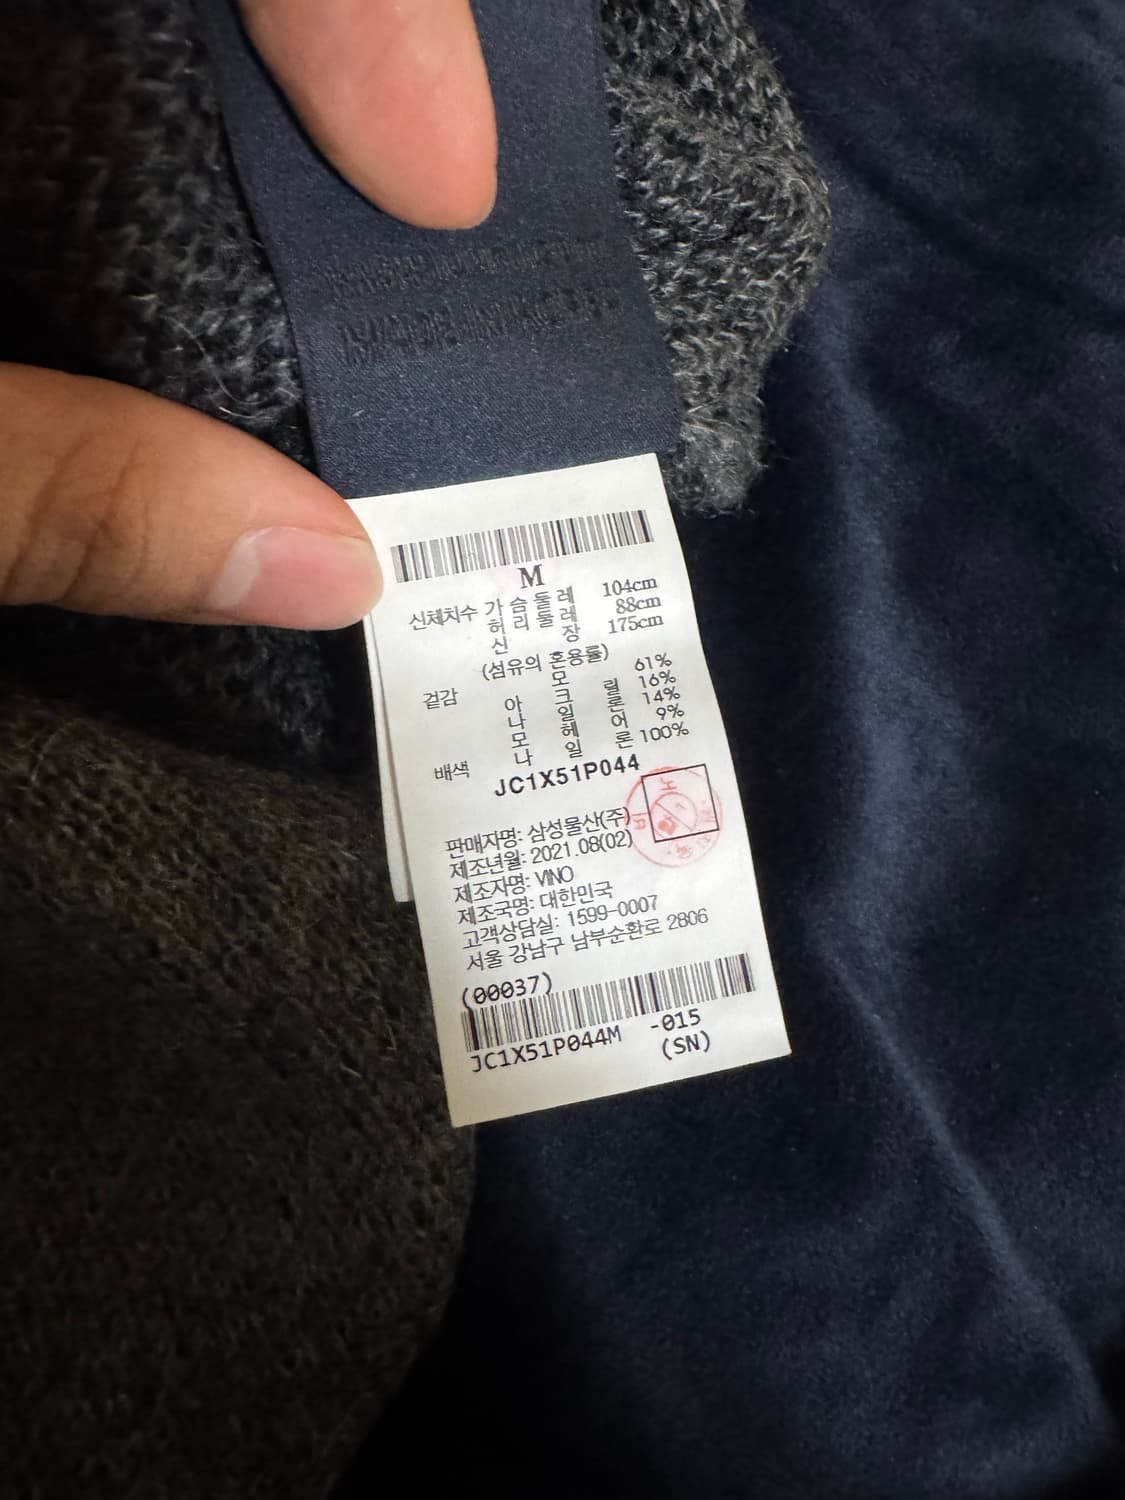 M
신체치수 가슴둘레 104cm
허리둘레 88cm
신장 175cm
(섬유의 혼용률)
겉감 모 61%
아크릴 16%
나일론 14%
모헤어 9%
배색 나일론 100%
JC1X51P044
판매자명: 삼성물산(주)
제조년월: 2021.08(02)
제조자명: VINO
제조국명: 대한민국
고객상담실: 1599-0007
서울 강남구 남부순환로 2806
(00037)
JC1X51P044M -015
(SN)